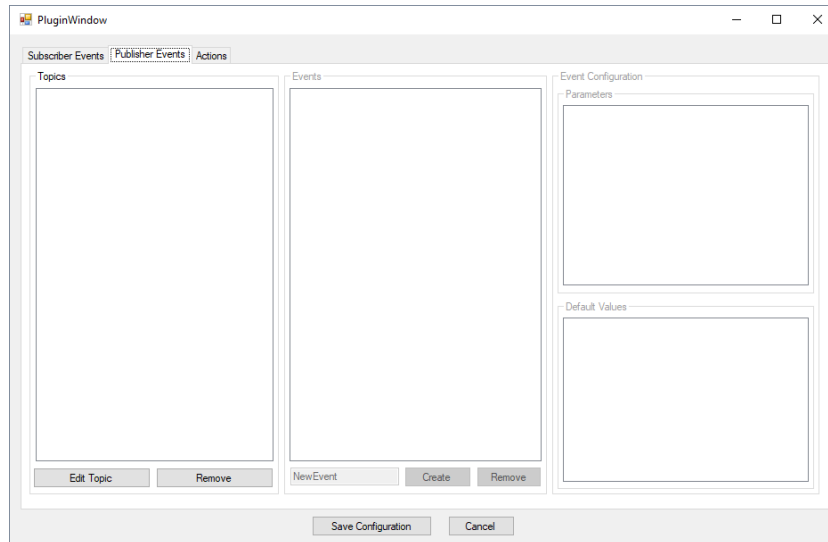 PluginWindow
Subscriber Events Publisher Events Actions
Topics
Events
Event Configuration
Parameters
Default Values
Edit Topic Remove
NewEvent Create Remove
Save Configuration Cancel